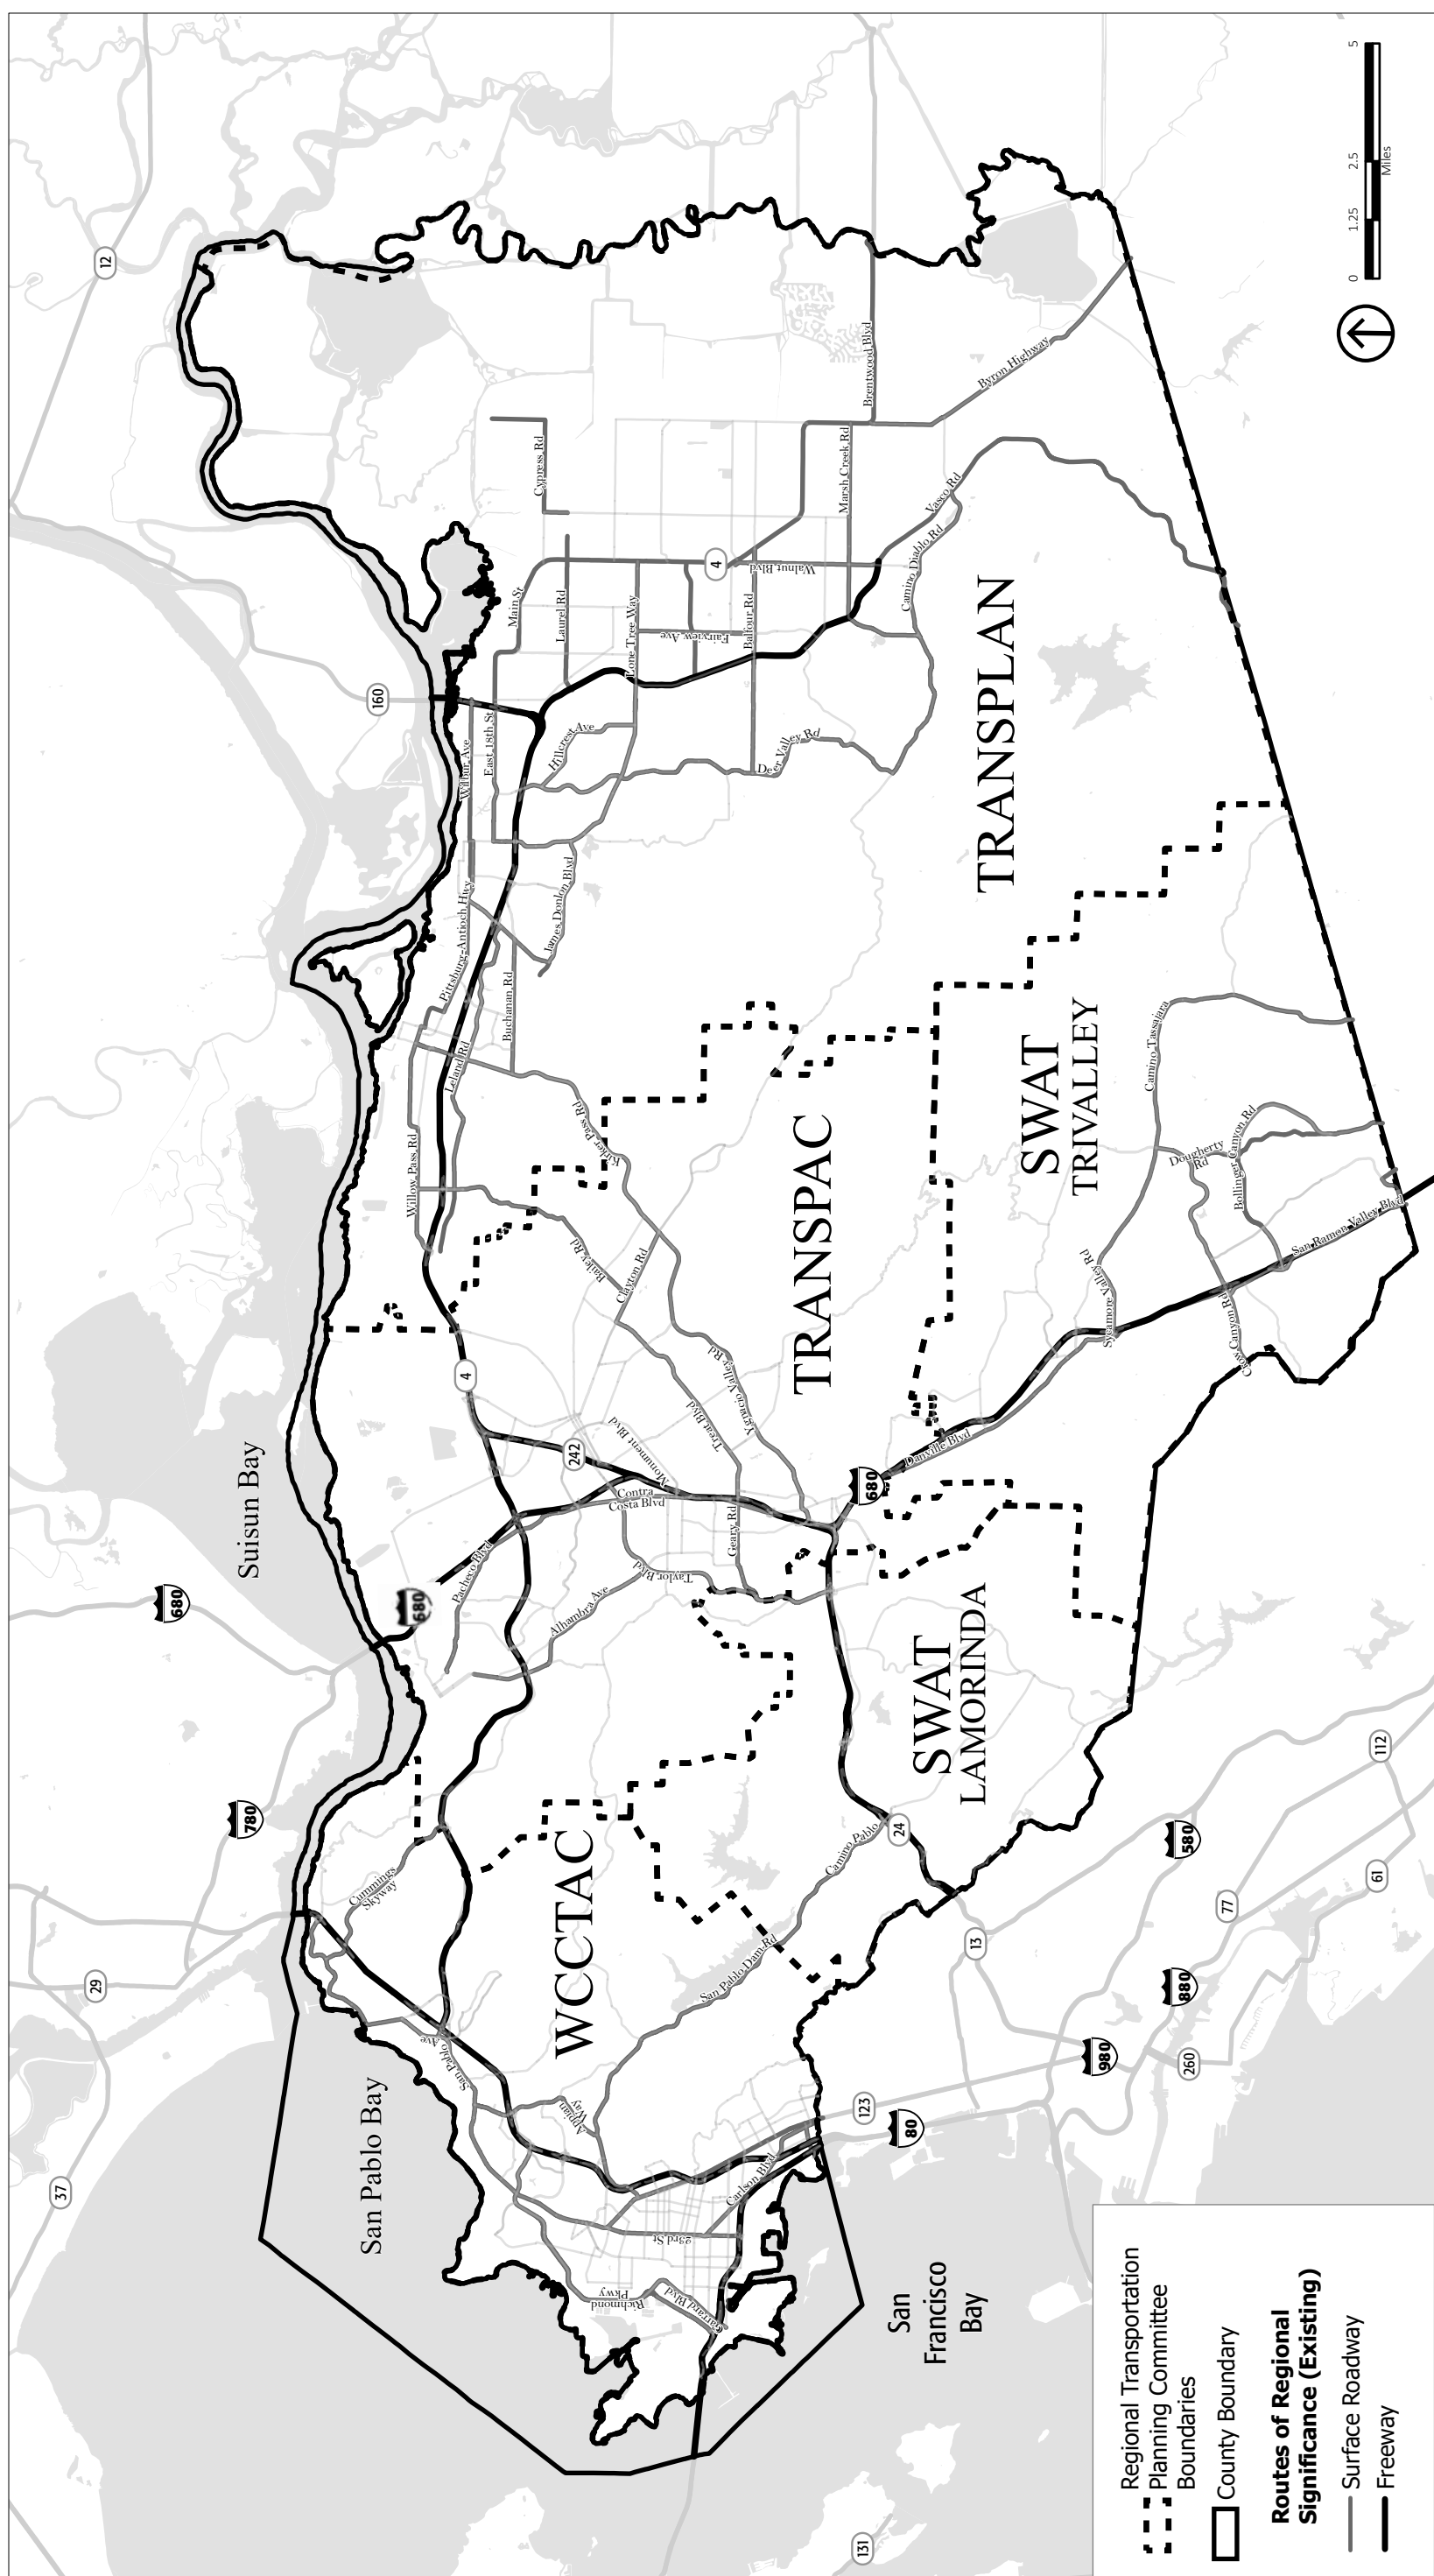 Suisun Bay
San Pablo Bay
San
Francisco
Bay
WCCTAC
TRANSPAC
TRANSPLAN
SWAT
LAMORINDA
SWAT
TRIVALLEY
37
29
780
680
12
160
680
4
242
4
680
24
13
123
80
980
260
880
77
580
61
112
131
Cummings
Skyway
San Pablo Ave
Appian
Way
San Pablo Dam Rd
Camino Pablo
Carlson Blvd
23rd St
Richmond
Pkwy
Garrard Blvd
Pacheco Blvd
Alhambra Ave
Taylor Blvd
Contra
Costa Blvd
Monument Blvd
Geary Rd
Treat Blvd
Ygnacio Valley Rd
Clayton Rd
Bailey Rd
Kirker Pass Rd
Willow Pass Rd
Leland Rd
Buchanan Rd
Pittsburg-Antioch Hwy
James Donlon Blvd
Wilbur Ave
East 18th St
Hillcrest Ave
Main St
Laurel Rd
Lone Tree Way
Fairview Ave
Balfour Rd
Deer Valley Rd
Walnut Blvd
Cypress Rd
Marsh Creek Rd
Brentwood Blvd
Byron Highway
Vasco Rd
Camino Diablo Rd
Danville Blvd
Sycamore Valley Rd
Camino Tassajara
Dougherty
Rd
Bollinger Canyon Rd
Crow Canyon Rd
San Ramon Valley Blvd
Regional Transportation
Planning Committee
Boundaries
County Boundary
Routes of Regional
Significance (Existing)
Surface Roadway
Freeway
0 1.25 2.5 5
Miles